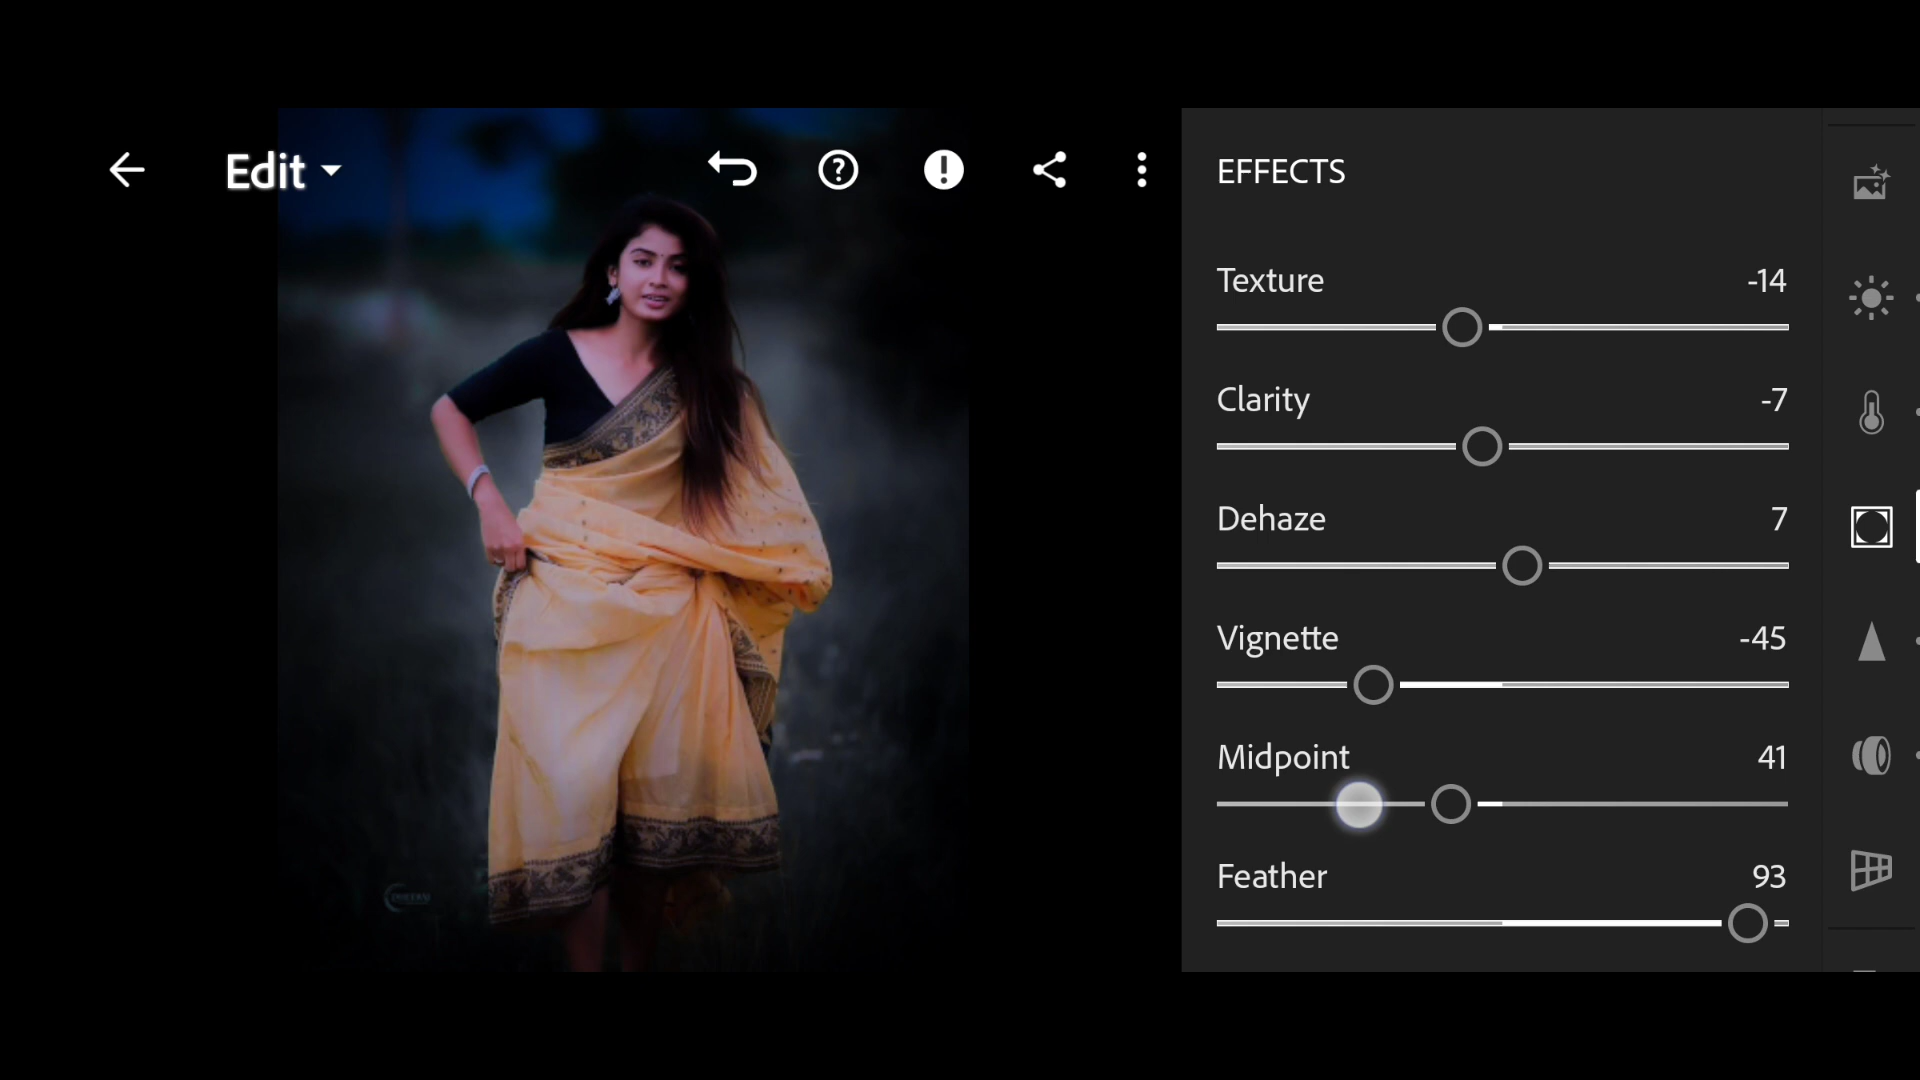 Edit
EFFECTS
Texture -14
Clarity -7
Dehaze 7
Vignette -45
Midpoint 41
Feather 93